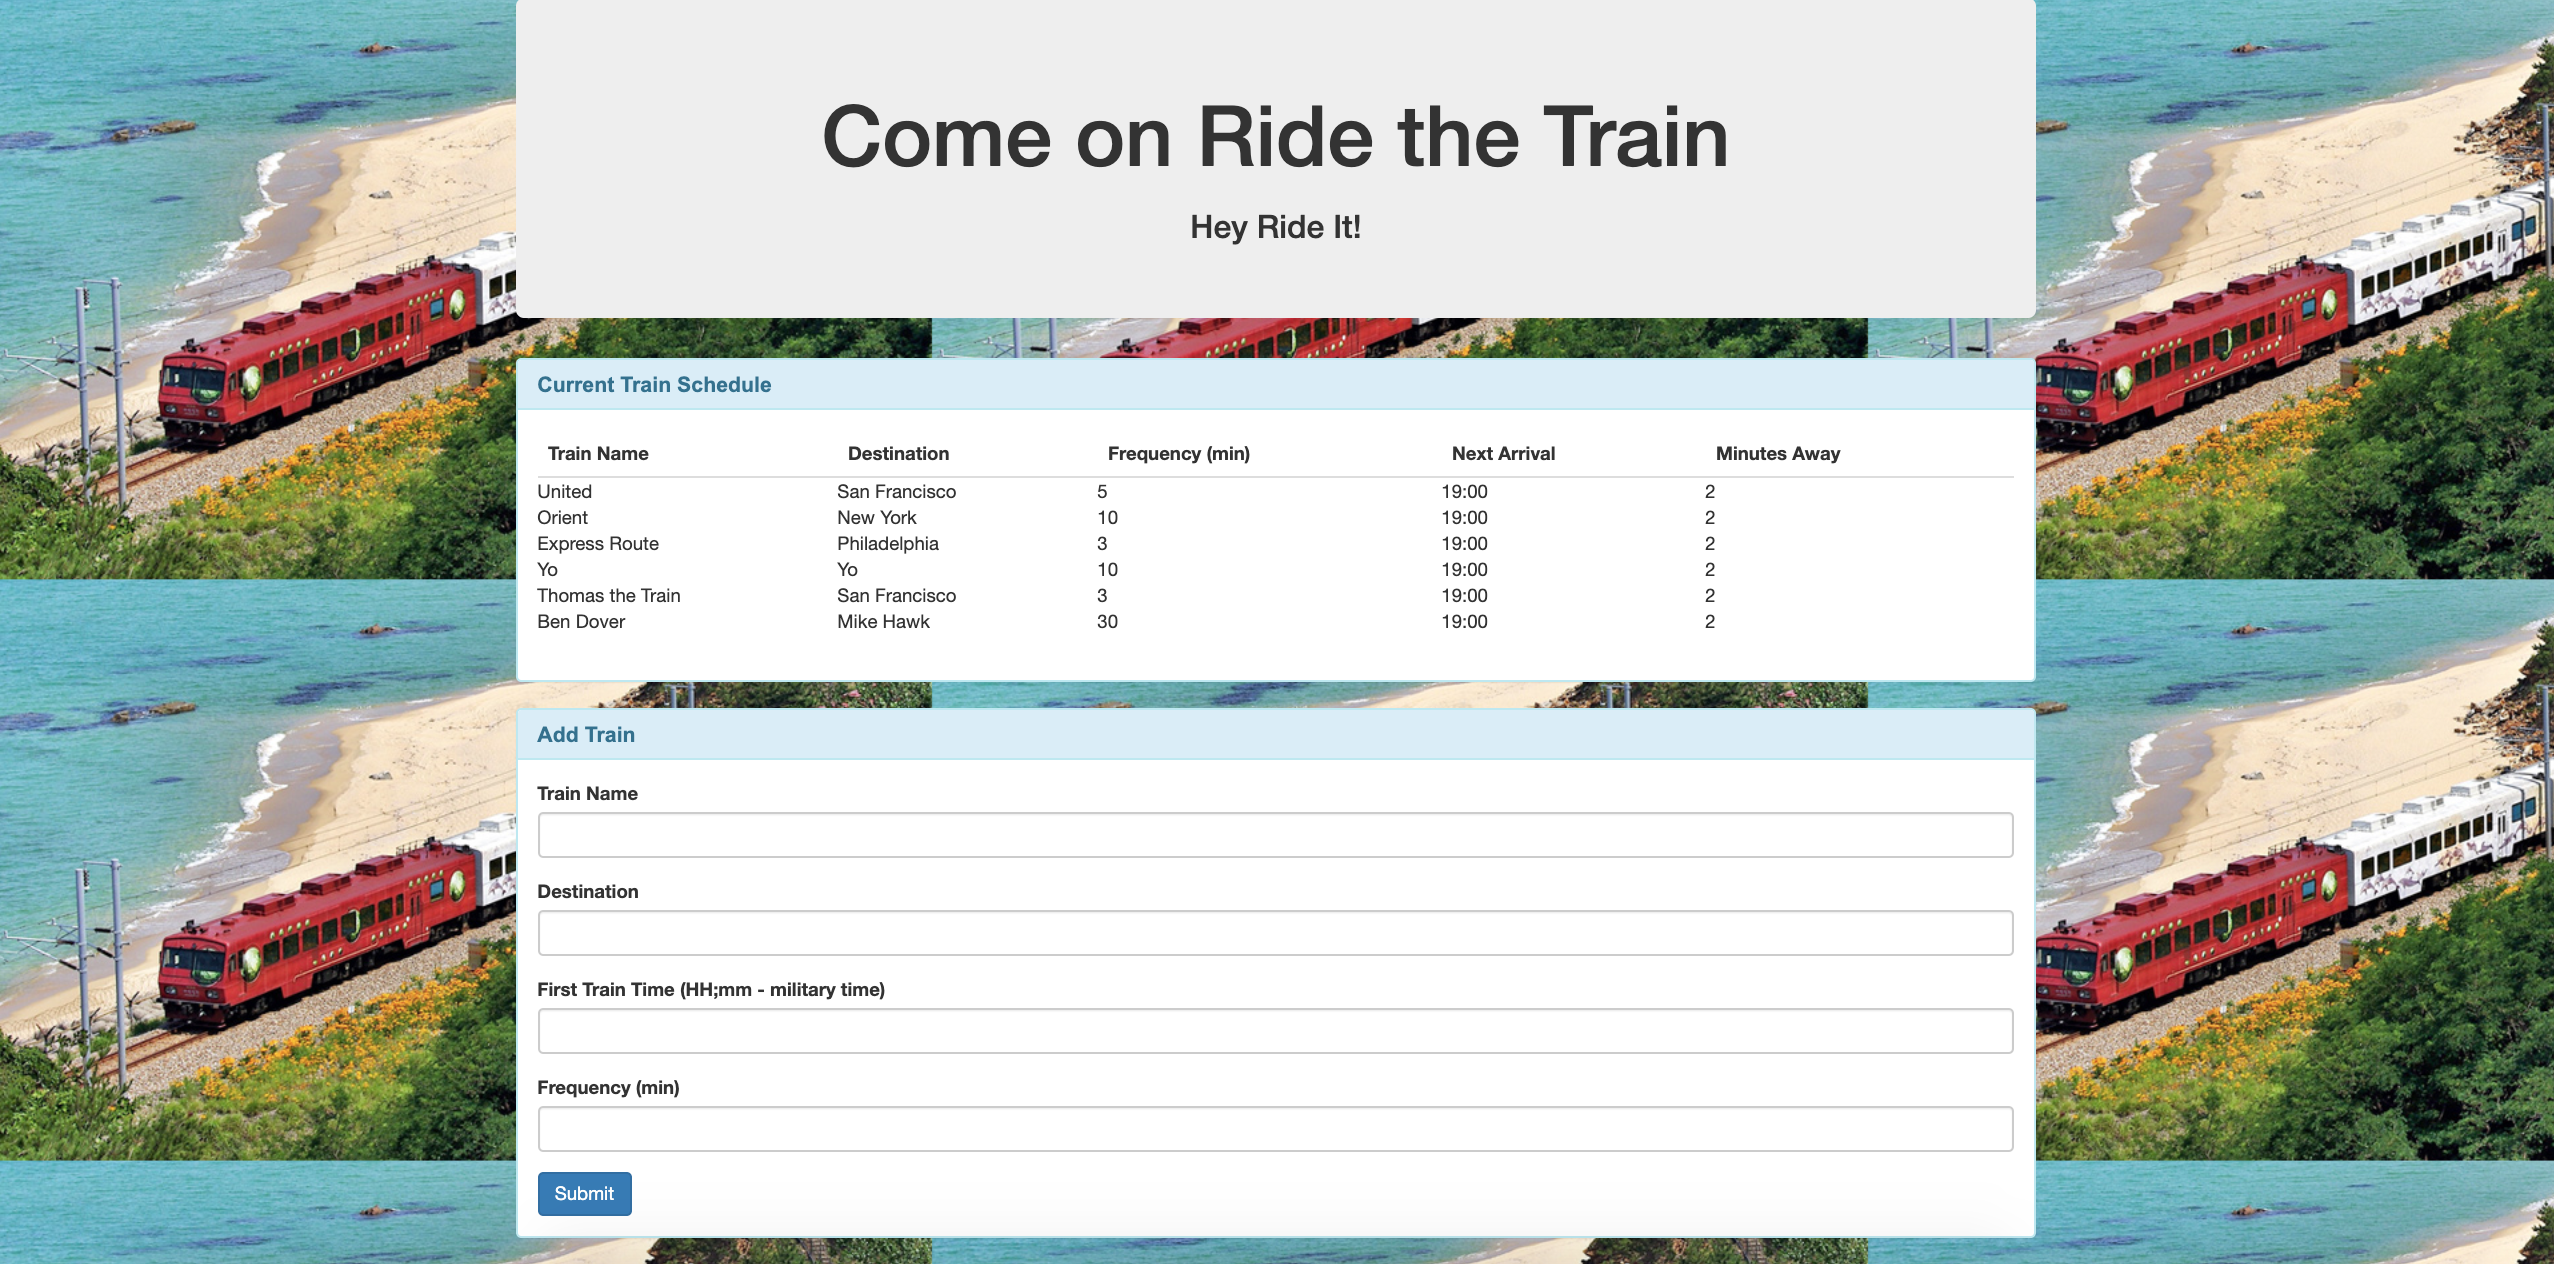 Come on Ride the Train
Hey Ride It!
Current Train Schedule
Train Name Destination Frequency (min) Next Arrival Minutes Away
United San Francisco 5 19:00 2
Orient New York 10 19:00 2
Express Route Philadelphia 3 19:00 2
Yo Yo 10 19:00 2
Thomas the Train San Francisco 3 19:00 2
Ben Dover Mike Hawk 30 19:00 2
Add Train
Train Name
Destination
First Train Time (HH;mm - military time)
Frequency (min)
Submit